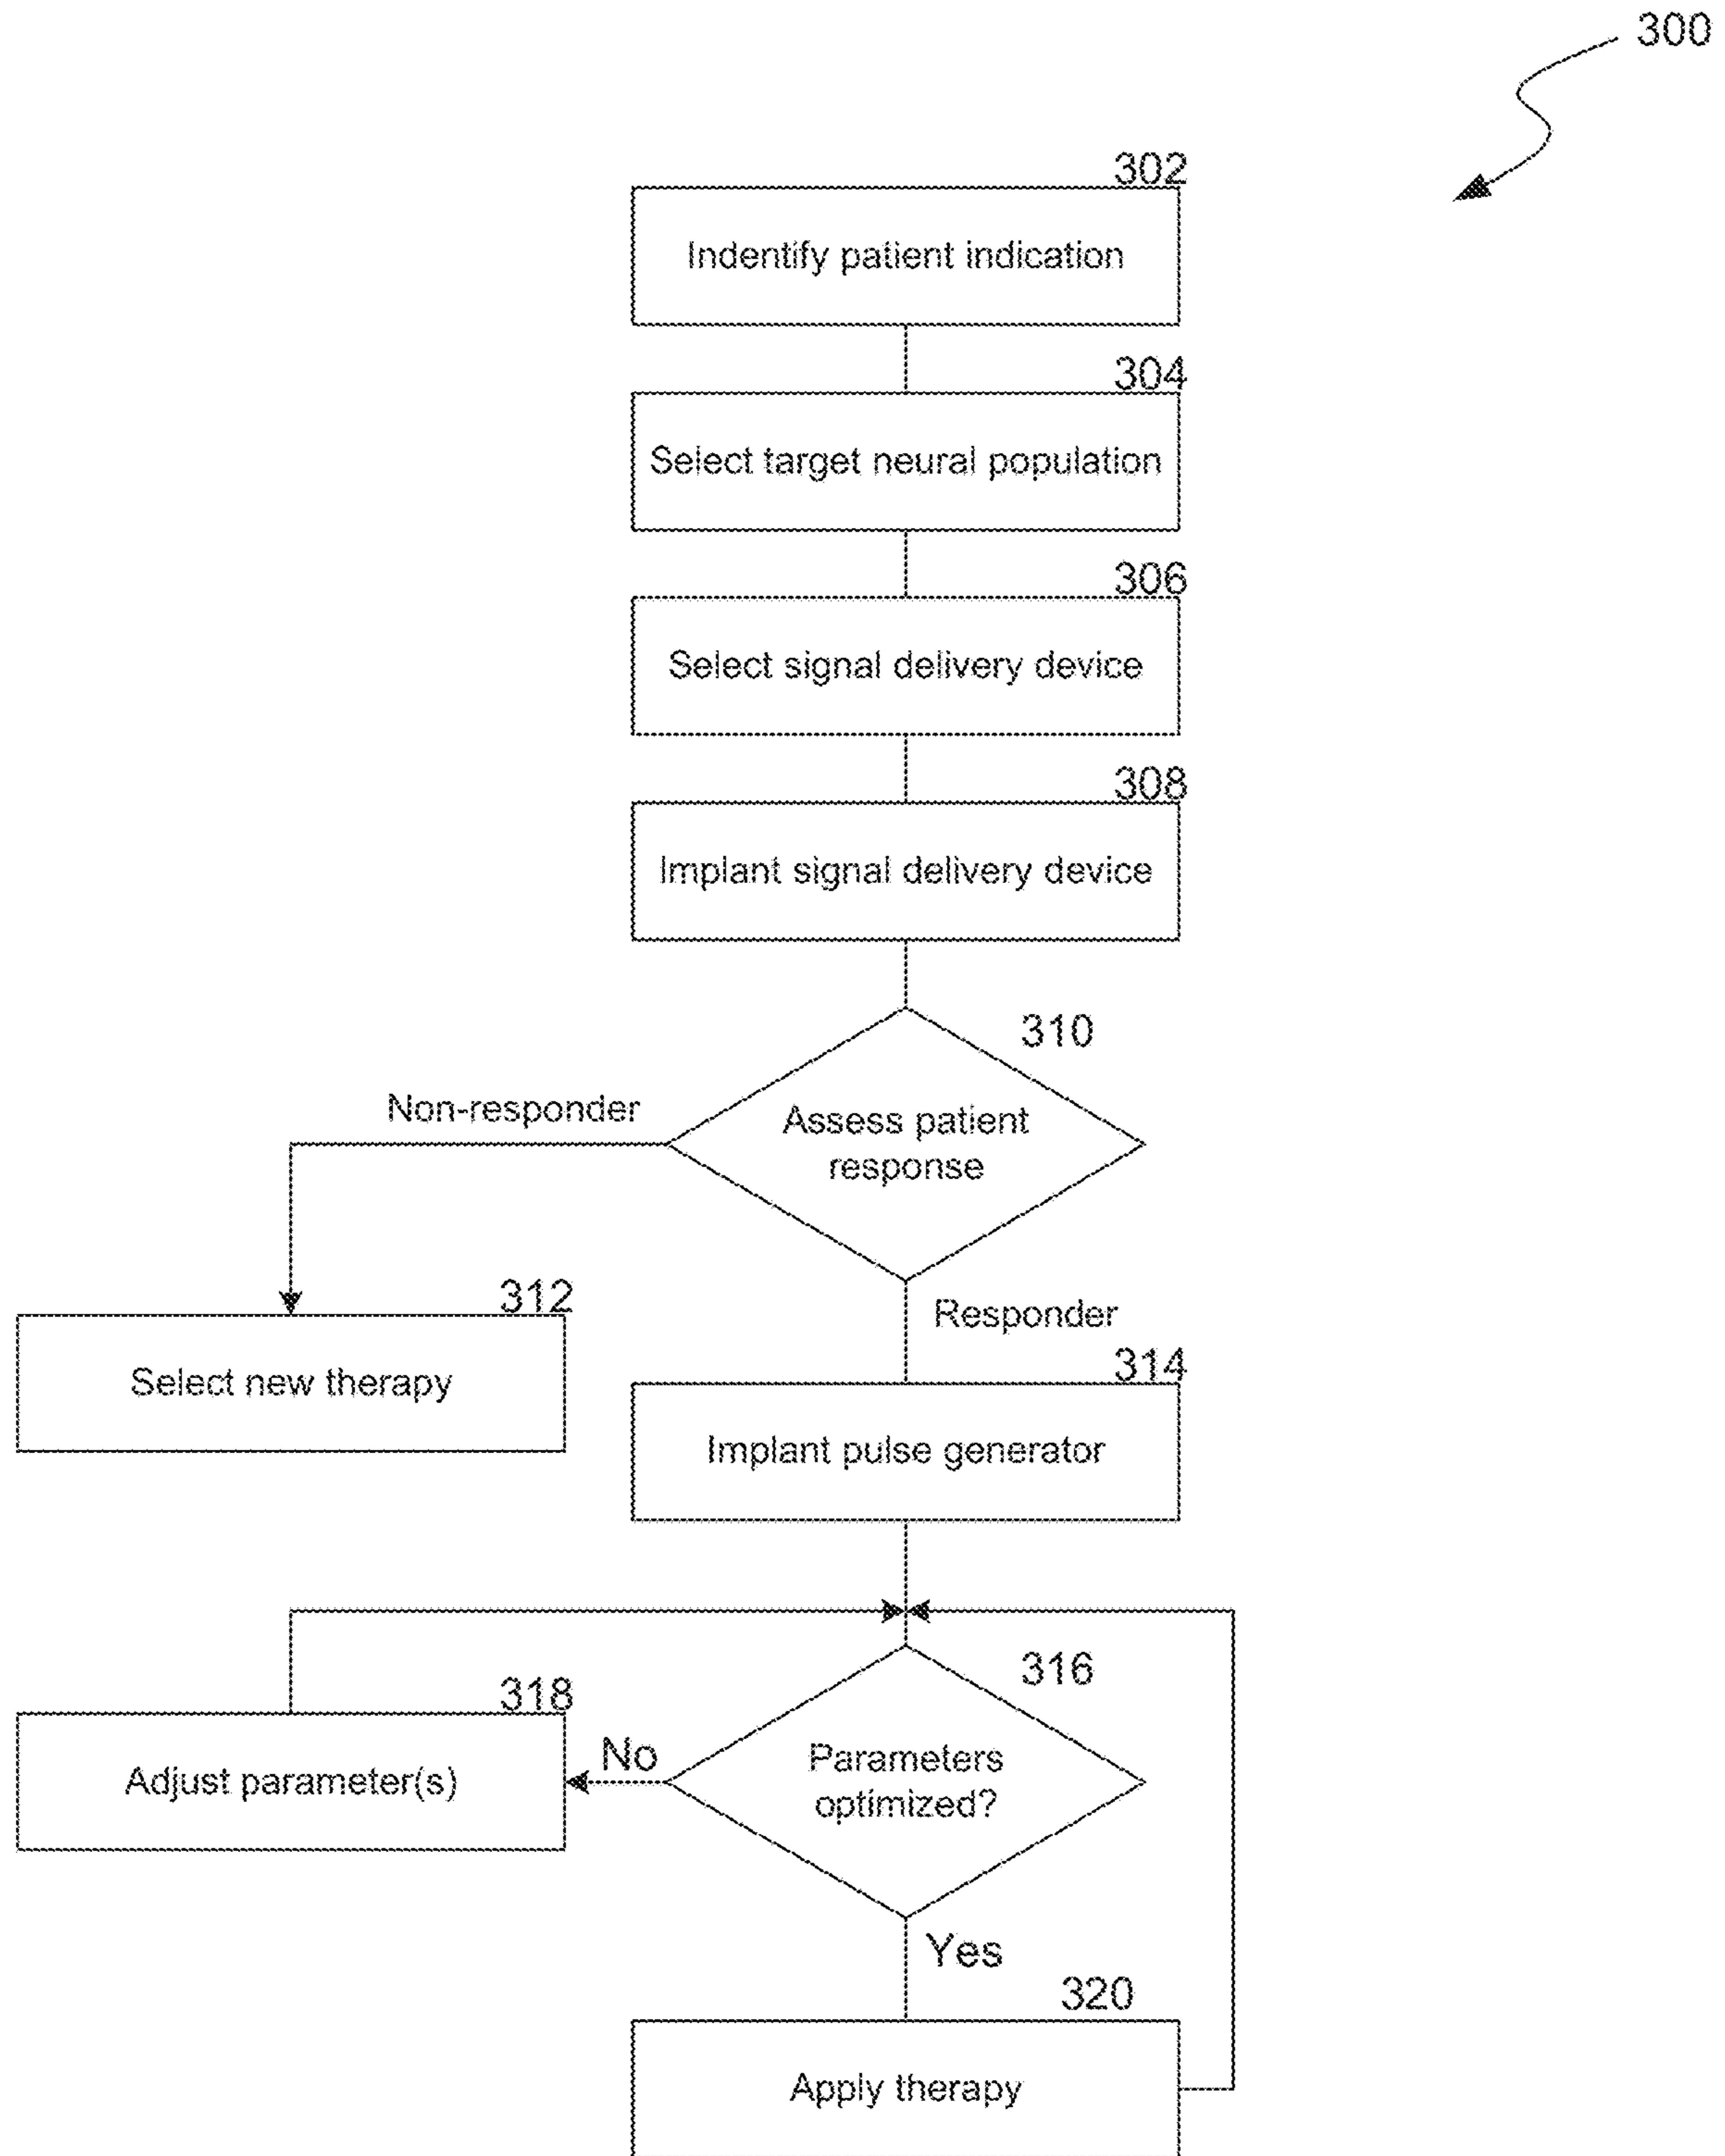 300
302
Indentify patient indication
304
Select target neural population
306
Select signal delivery device
308
Implant signal delivery device
310
Non-responder
Assess patient
response
312
Responder
314
Select new therapy
Implant pulse generator
316
318
No
Parameters
optimized?
Adjust parameter(s)
Yes
320
Apply therapy